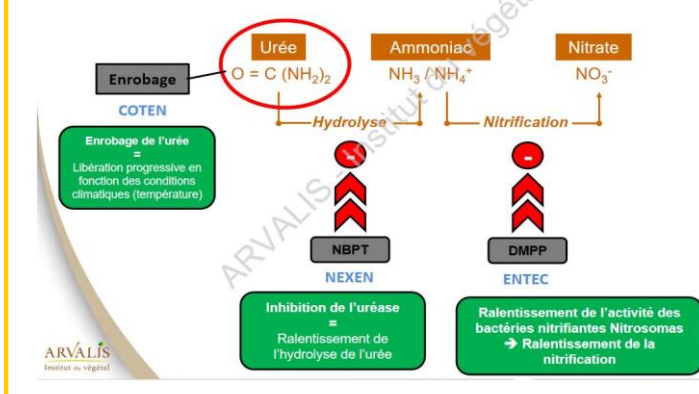 Urée
Ammoniac
Nitrate
Enrobage
O = C (NH₂)₂
NH₃ / NH₄⁺
NO₃⁻
COTEN
Hydrolyse
Nitrification
Enrobage de l'urée
=
Libération progressive en
fonction des conditions
climatiques (température)
-
-
NBPT
DMPP
NEXEN
ENTEC
Inhibition de l'uréase
=
Ralentissement de
l'hydrolyse de l'urée
Ralentissement de l'activité des
bactéries nitrifiantes Nitrosomas
➔ Ralentissement de la
nitrification
ARVALIS
Institut du végétal
ARVALIS - Institut du végétal